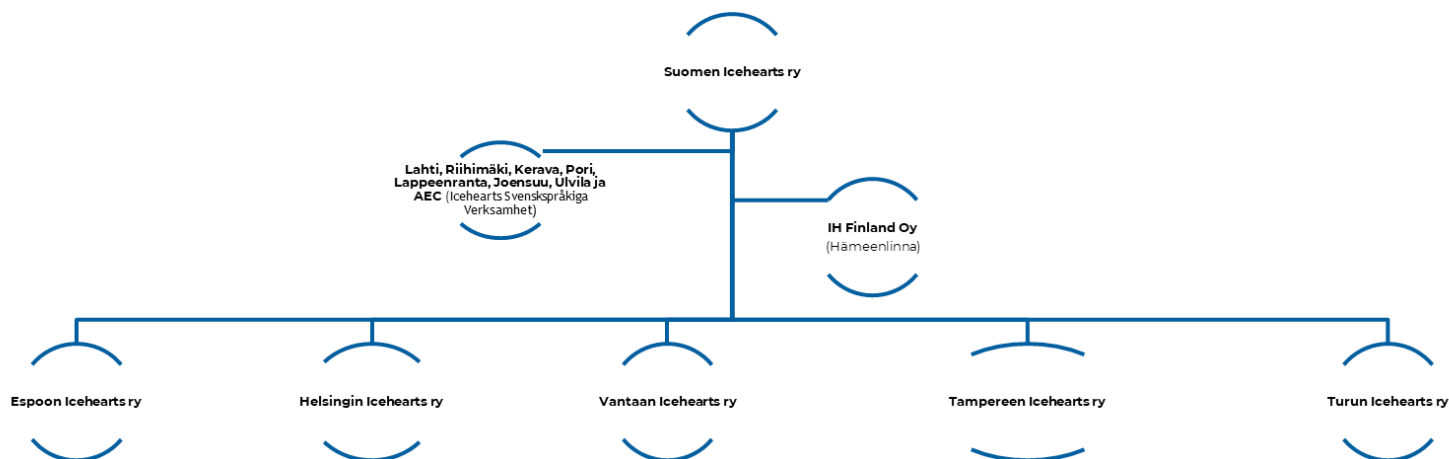 Suomen Icehearts ry
Lahti, Riihimäki, Kerava, Pori,
Lappeenranta, Joensuu, Ulvila ja
AEC (Icehearts Svenskspråkiga
Verksamhet)
IH Finland Oy
(Hämeenlinna)
Espoon Icehearts ry
Helsingin Icehearts ry
Vantaan Icehearts ry
Tampereen Icehearts ry
Turun Icehearts ry